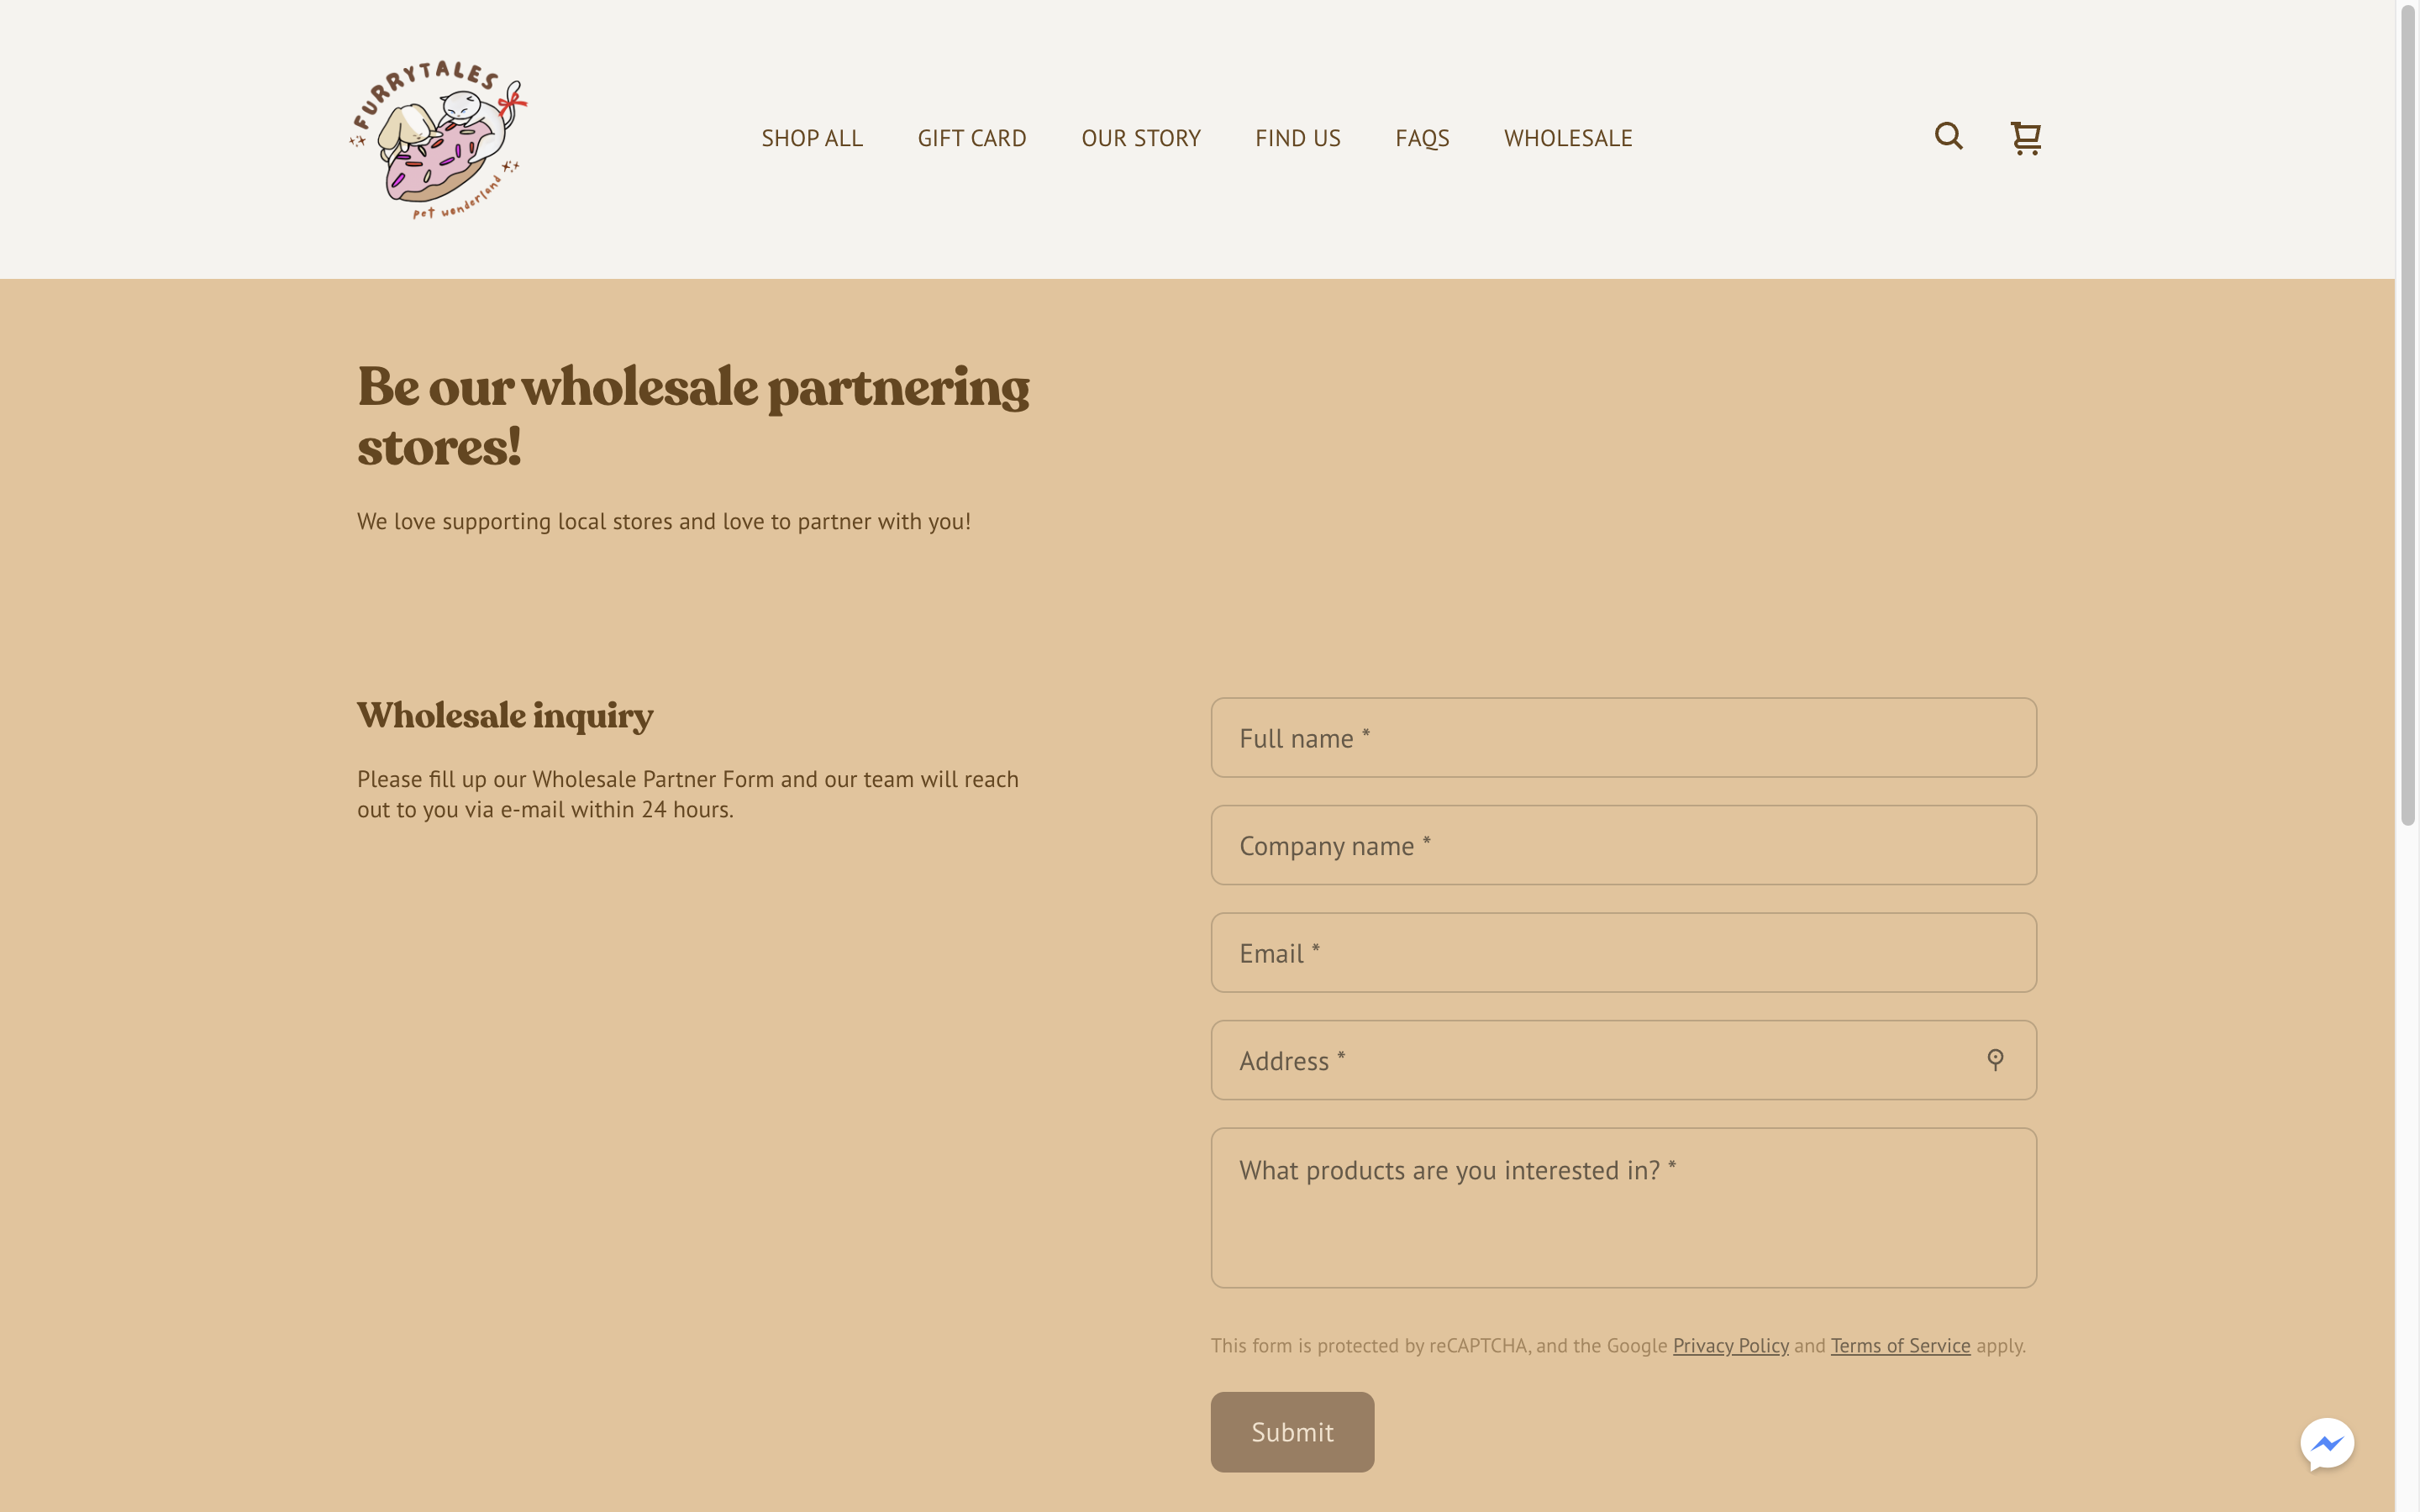 FURRYTALES
pet wonderland
SHOP ALL
GIFT CARD
OUR STORY
FIND US
FAQS
WHOLESALE
Be our wholesale partnering
stores!
We love supporting local stores and love to partner with you!
Wholesale inquiry
Please fill up our Wholesale Partner Form and our team will reach
out to you via e-mail within 24 hours.
Full name *
Company name *
Email *
Address *
What products are you interested in? *
This form is protected by reCAPTCHA, and the Google Privacy Policy and Terms of Service apply.
Submit